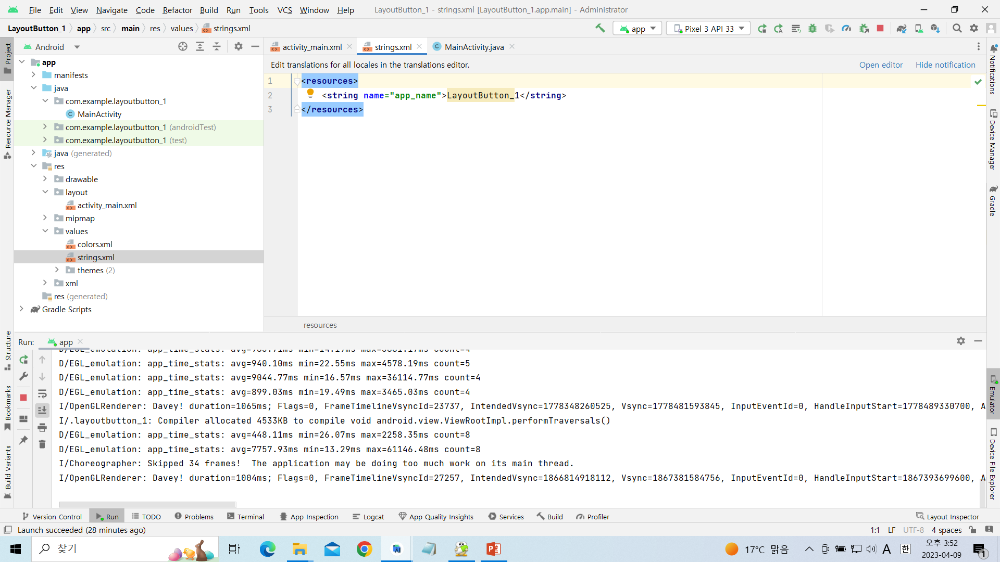 File Edit View Navigate Code Refactor Build Run Tools VCS Window Help LayoutButton_1 - strings.xml [LayoutButton_1.app.main] - Administrator
LayoutButton_1 app src main res values strings.xml app Pixel 3 API 33
Android
activity_main.xml strings.xml MainActivity.java
Edit translations for all locales in the translations editor. Open editor Hide notification
app
manifests
java
com.example.layoutbutton_1
MainActivity
com.example.layoutbutton_1 (androidTest)
com.example.layoutbutton_1 (test)
java (generated)
res
drawable
layout
activity_main.xml
mipmap
values
colors.xml
strings.xml
themes (2)
xml
res (generated)
Gradle Scripts
1 <resources>
2 <string name="app_name">LayoutButton_1</string>
3 </resources>
resources
Project
Resource Manager
Structure
Bookmarks
Build Variants
Notifications
Device Manager
Gradle
Emulator
Device File Explorer
Run: app
D/EGL_emulation: app_time_stats: avg=940.10ms min=22.55ms max=4578.19ms count=5
D/EGL_emulation: app_time_stats: avg=9044.77ms min=16.57ms max=36114.77ms count=4
D/EGL_emulation: app_time_stats: avg=899.03ms min=19.49ms max=3465.03ms count=4
I/OpenGLRenderer: Davey! duration=1065ms; Flags=0, FrameTimelineVsyncId=23737, IntendedVsync=1778348260525, Vsync=1778481593845, InputEventId=0, HandleInputStart=1778489330700, A
I/.layoutbutton_1: Compiler allocated 4533KB to compile void android.view.ViewRootImpl.performTraversals()
D/EGL_emulation: app_time_stats: avg=448.11ms min=26.07ms max=2258.35ms count=8
D/EGL_emulation: app_time_stats: avg=7757.93ms min=13.29ms max=61146.48ms count=8
I/Choreographer: Skipped 34 frames!  The application may be doing too much work on its main thread.
I/OpenGLRenderer: Davey! duration=1004ms; Flags=0, FrameTimelineVsyncId=27257, IntendedVsync=1866814918112, Vsync=1867381584756, InputEventId=0, HandleInputStart=1867393699600, A
Version Control Run TODO Problems Terminal App Inspection Logcat App Quality Insights Services Build Profiler Layout Inspector
Launch succeeded (28 minutes ago) 1:1 LF UTF-8 4 spaces
찾기 17°C 맑음 A 한 오후 3:52
2023-04-09 1